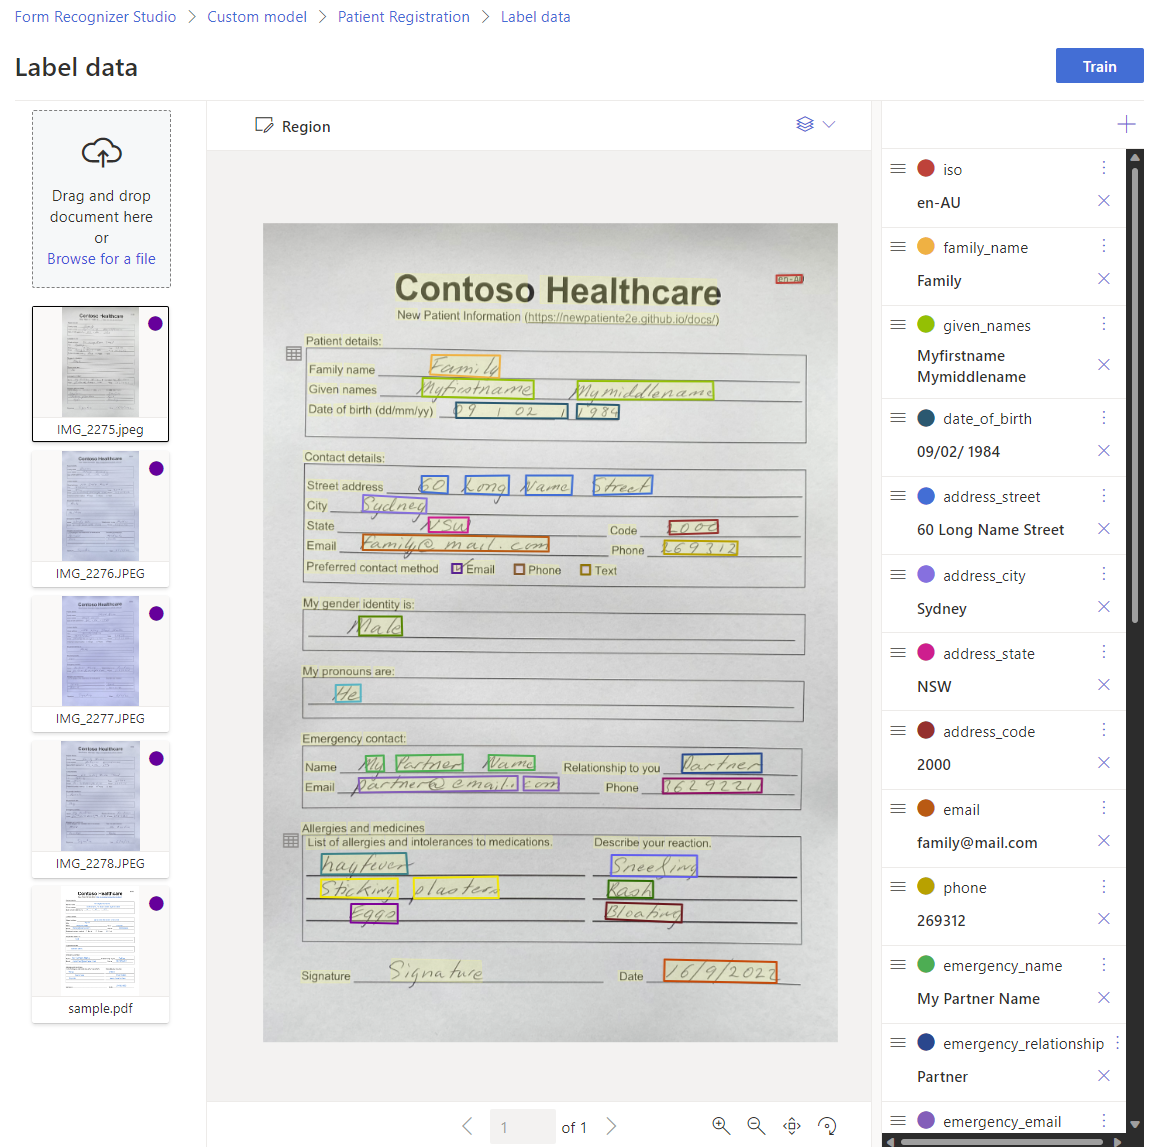 Form Recognizer Studio > Custom model > Patient Registration > Label data
Label data
Train
Drag and drop
document here
or
Browse for a file
IMG_2275.jpeg
IMG_2276.JPEG
IMG_2277.JPEG
IMG_2278.JPEG
sample.pdf
Region
en-AU
Contoso Healthcare
New Patient Information (https://newpatiente2e.github.io/docs/)
Patient details:
Family name Family
Given names Myfirstname Mymiddlename
Date of birth (dd/mm/yy) 09 / 02 / 1984
Contact details:
Street address 60 Long Name Street
City Sydney
State NSW Code 2000
Email family@mail.com Phone 269312
Preferred contact method Email Phone Text
My gender identity is:
Male
My pronouns are:
He
Emergency contact:
Name My Partner Name Relationship to you Partner
Email partner@email.com Phone
Allergies and medicines
List of allergies and intolerances to medications. Describe your reaction.
hayfever Sneezing
Sticking plasters Rash
Eggs Bloating
Signature Signature Date 16/9/2022
1 of 1
iso
en-AU
family_name
Family
given_names
Myfirstname
Mymiddlename
date_of_birth
09/02/ 1984
address_street
60 Long Name Street
address_city
Sydney
address_state
NSW
address_code
2000
email
family@mail.com
phone
269312
emergency_name
My Partner Name
emergency_relationship
Partner
emergency_email